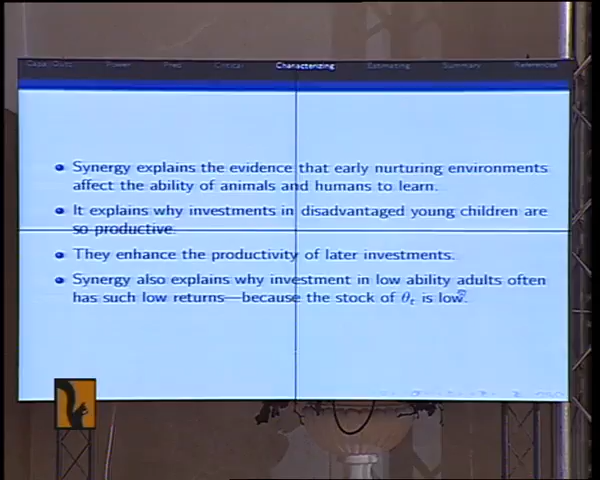 Power Pred Critical Characterizing Estimating Summary References
Synergy explains the evidence that early nurturing environments
affect the ability of animals and humans to learn.
It explains why investments in disadvantaged young children are
so productive.
They enhance the productivity of later investments.
Synergy also explains why investment in low ability adults often
has such low returns—because the stock of θt is low.